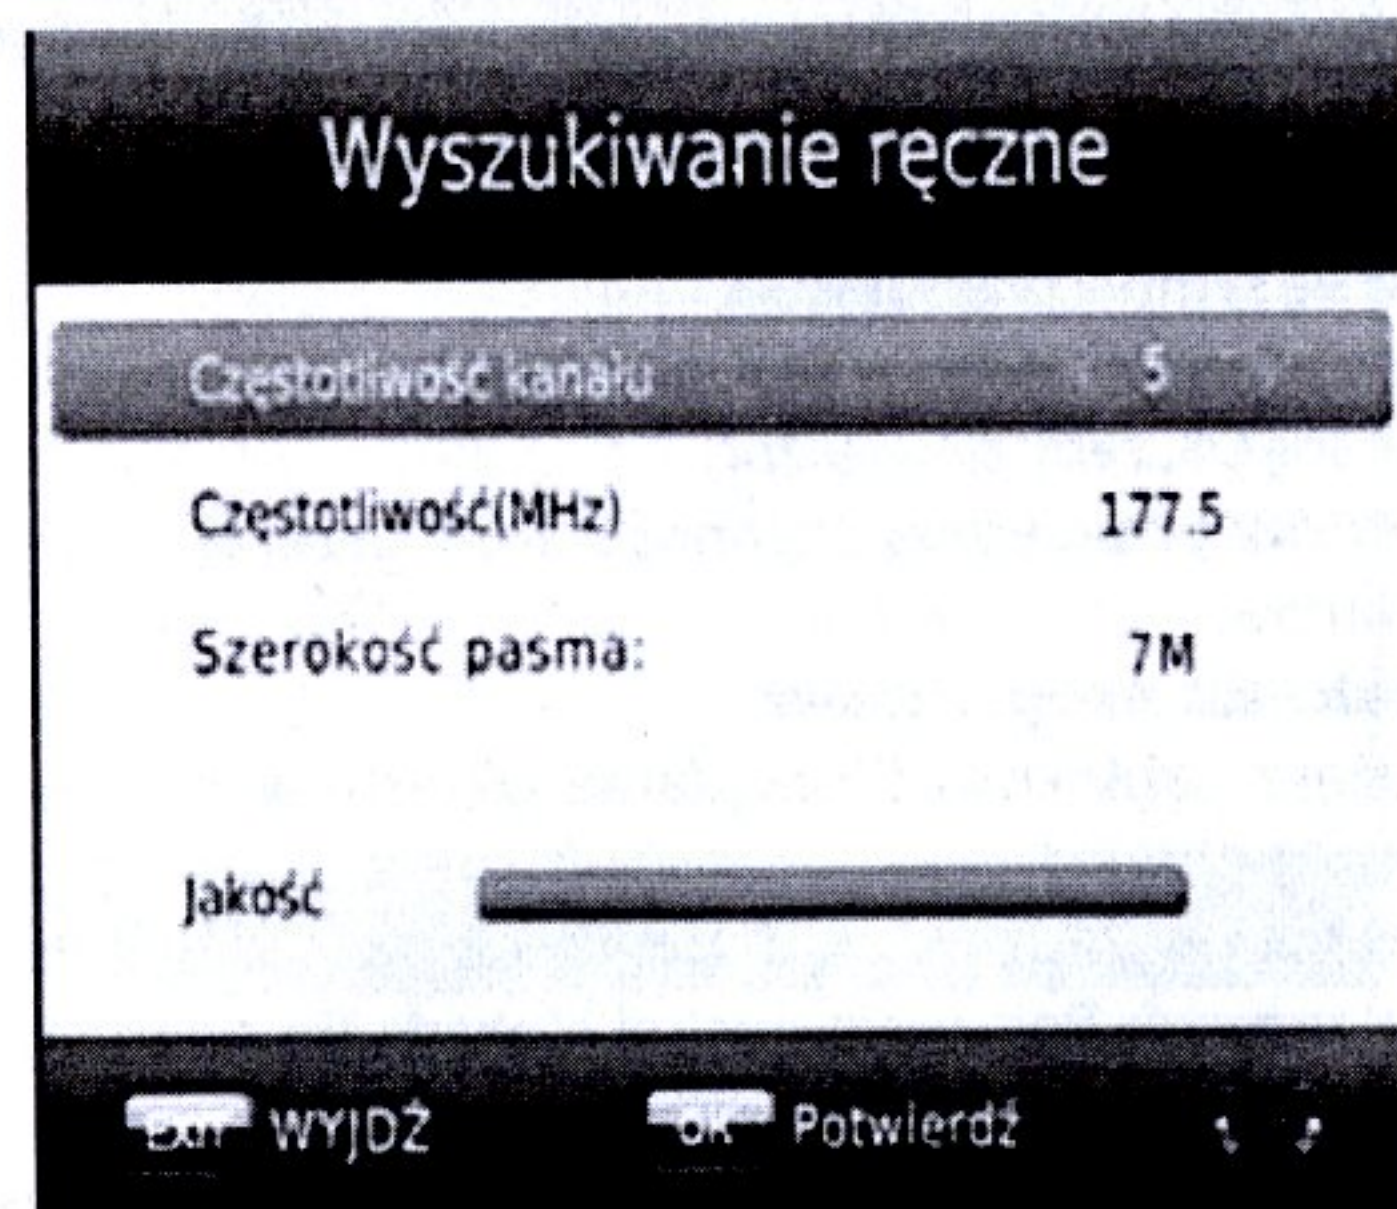 Wyszukiwanie ręczne
Częstotliwość kanału 5
Częstotliwość(MHz) 177.5
Szerokość pasma: 7M
Jakość
EXIT WYJDŹ OK Potwierdź